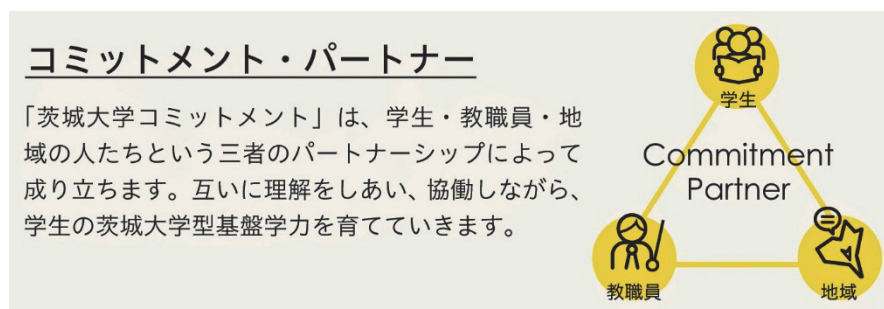 コミットメント・パートナー
「茨城大学コミットメント」は、学生・教職員・地
域の人たちという三者のパートナーシップによって
成り立ちます。互いに理解をしあい、協働しながら、
学生の茨城大学型基盤学力を育てていきます。
学生
Commitment
Partner
教職員
地域